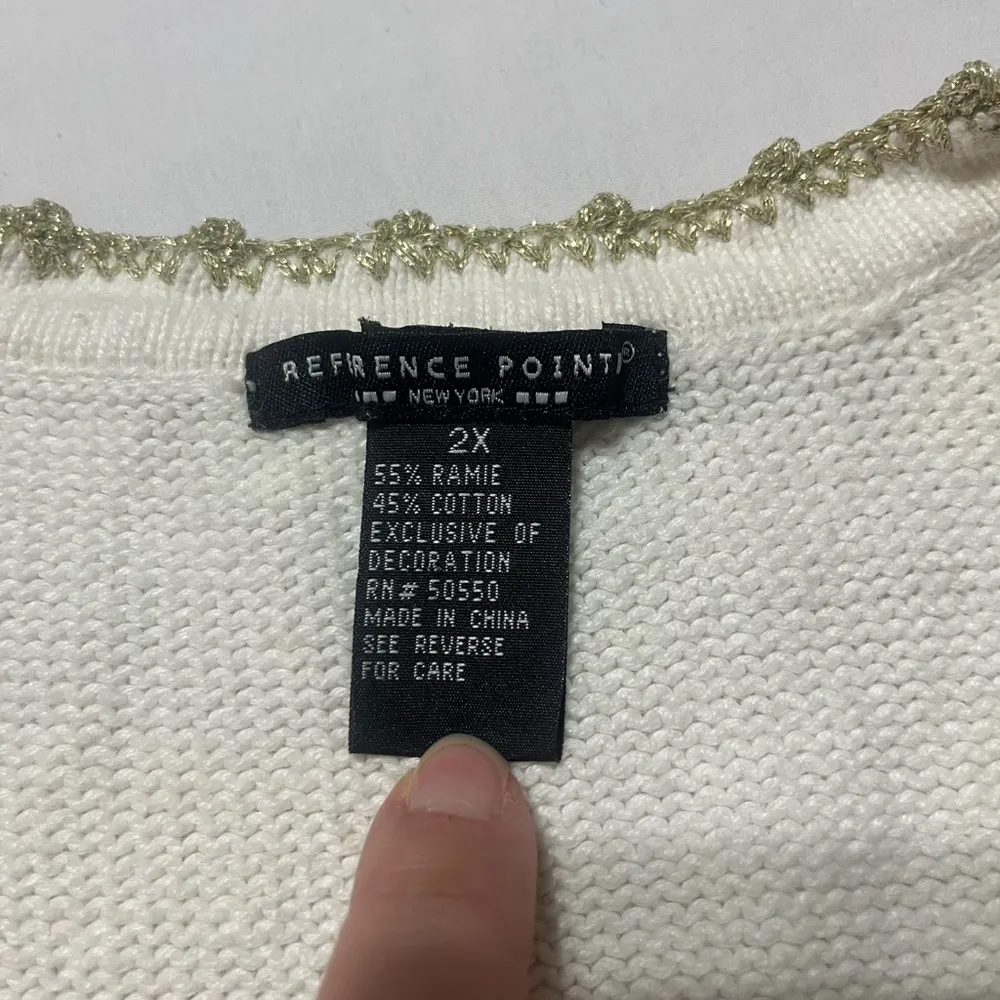 REFERENCE POINT®
NEW YORK
2X
55% RAMIE
45% COTTON
EXCLUSIVE OF
DECORATION
RN# 50550
MADE IN CHINA
SEE REVERSE
FOR CARE